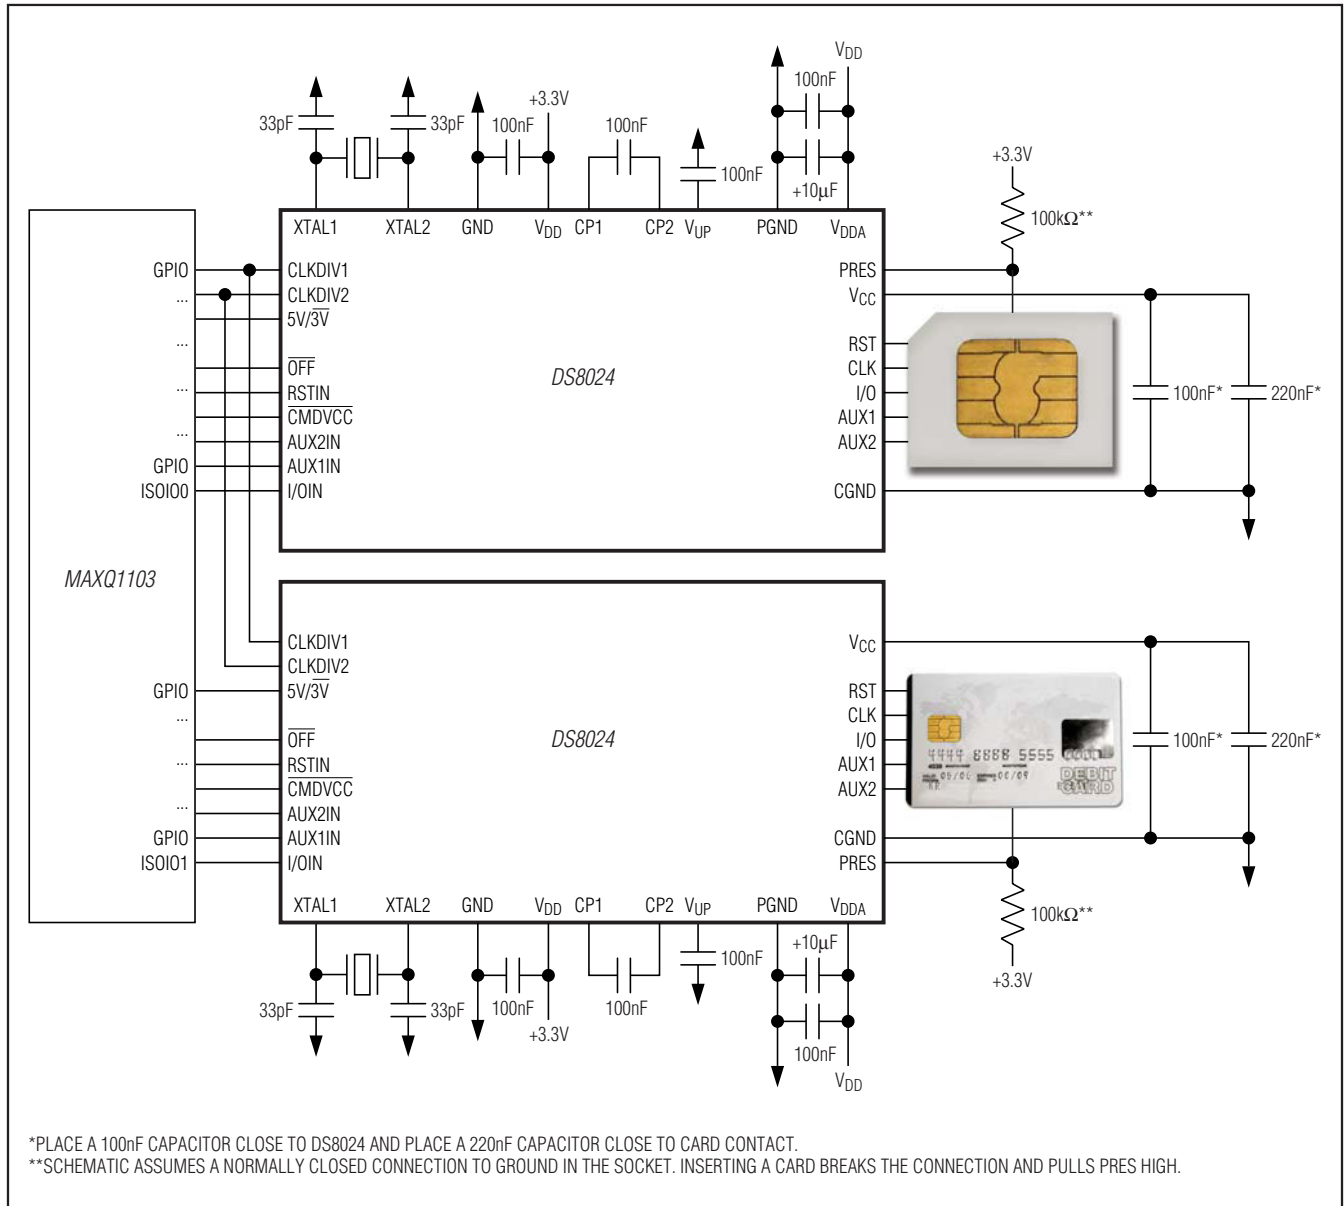 V_DD
100nF
+3.3V
33pF
33pF
100nF
100nF
100nF
+10μF
+3.3V
100kΩ**
XTAL1 XTAL2 GND V_DD CP1 CP2 V_UP PGND V_DDA
GPIO CLKDIV1 PRES
... CLKDIV2 V_CC
5V/3V̅
... RST
O̅F̅F̅ CLK
DS8024
... RSTIN I/O 100nF* 220nF*
C̅M̅D̅V̅C̅C̅ AUX1
... AUX2IN AUX2
GPIO AUX1IN
ISOIO0 I/OIN CGND
MAXQ1103
CLKDIV1 V_CC
CLKDIV2
GPIO 5V/3V̅ RST
... CLK
O̅F̅F̅ DS8024 I/O 100nF* 220nF*
... RSTIN AUX1
C̅M̅D̅V̅C̅C̅ AUX2
... AUX2IN
GPIO AUX1IN CGND
ISOIO1 I/OIN PRES
4444 8888 5555
DEBIT
CARD
XTAL1 XTAL2 GND V_DD CP1 CP2 V_UP PGND V_DDA
100kΩ**
+10μF
100nF
+3.3V
33pF
33pF
100nF
100nF
+3.3V
100nF
V_DD
*PLACE A 100nF CAPACITOR CLOSE TO DS8024 AND PLACE A 220nF CAPACITOR CLOSE TO CARD CONTACT.
**SCHEMATIC ASSUMES A NORMALLY CLOSED CONNECTION TO GROUND IN THE SOCKET. INSERTING A CARD BREAKS THE CONNECTION AND PULLS PRES HIGH.